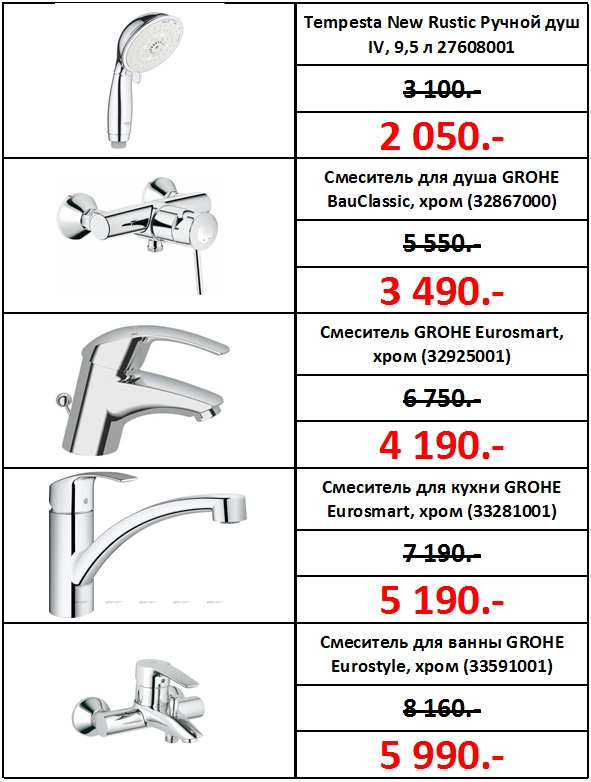 Tempesta New Rustic Ручной душ
IV, 9,5 л 27608001
3 100.-
2 050.-
Смеситель для душа GROHE
BauClassic, хром (32867000)
5 550.-
3 490.-
Смеситель GROHE Eurosmart,
хром (32925001)
6 750.-
4 190.-
Смеситель для кухни GROHE
Eurosmart, хром (33281001)
7 190.-
5 190.-
Смеситель для ванны GROHE
Eurostyle, хром (33591001)
8 160.-
5 990.-